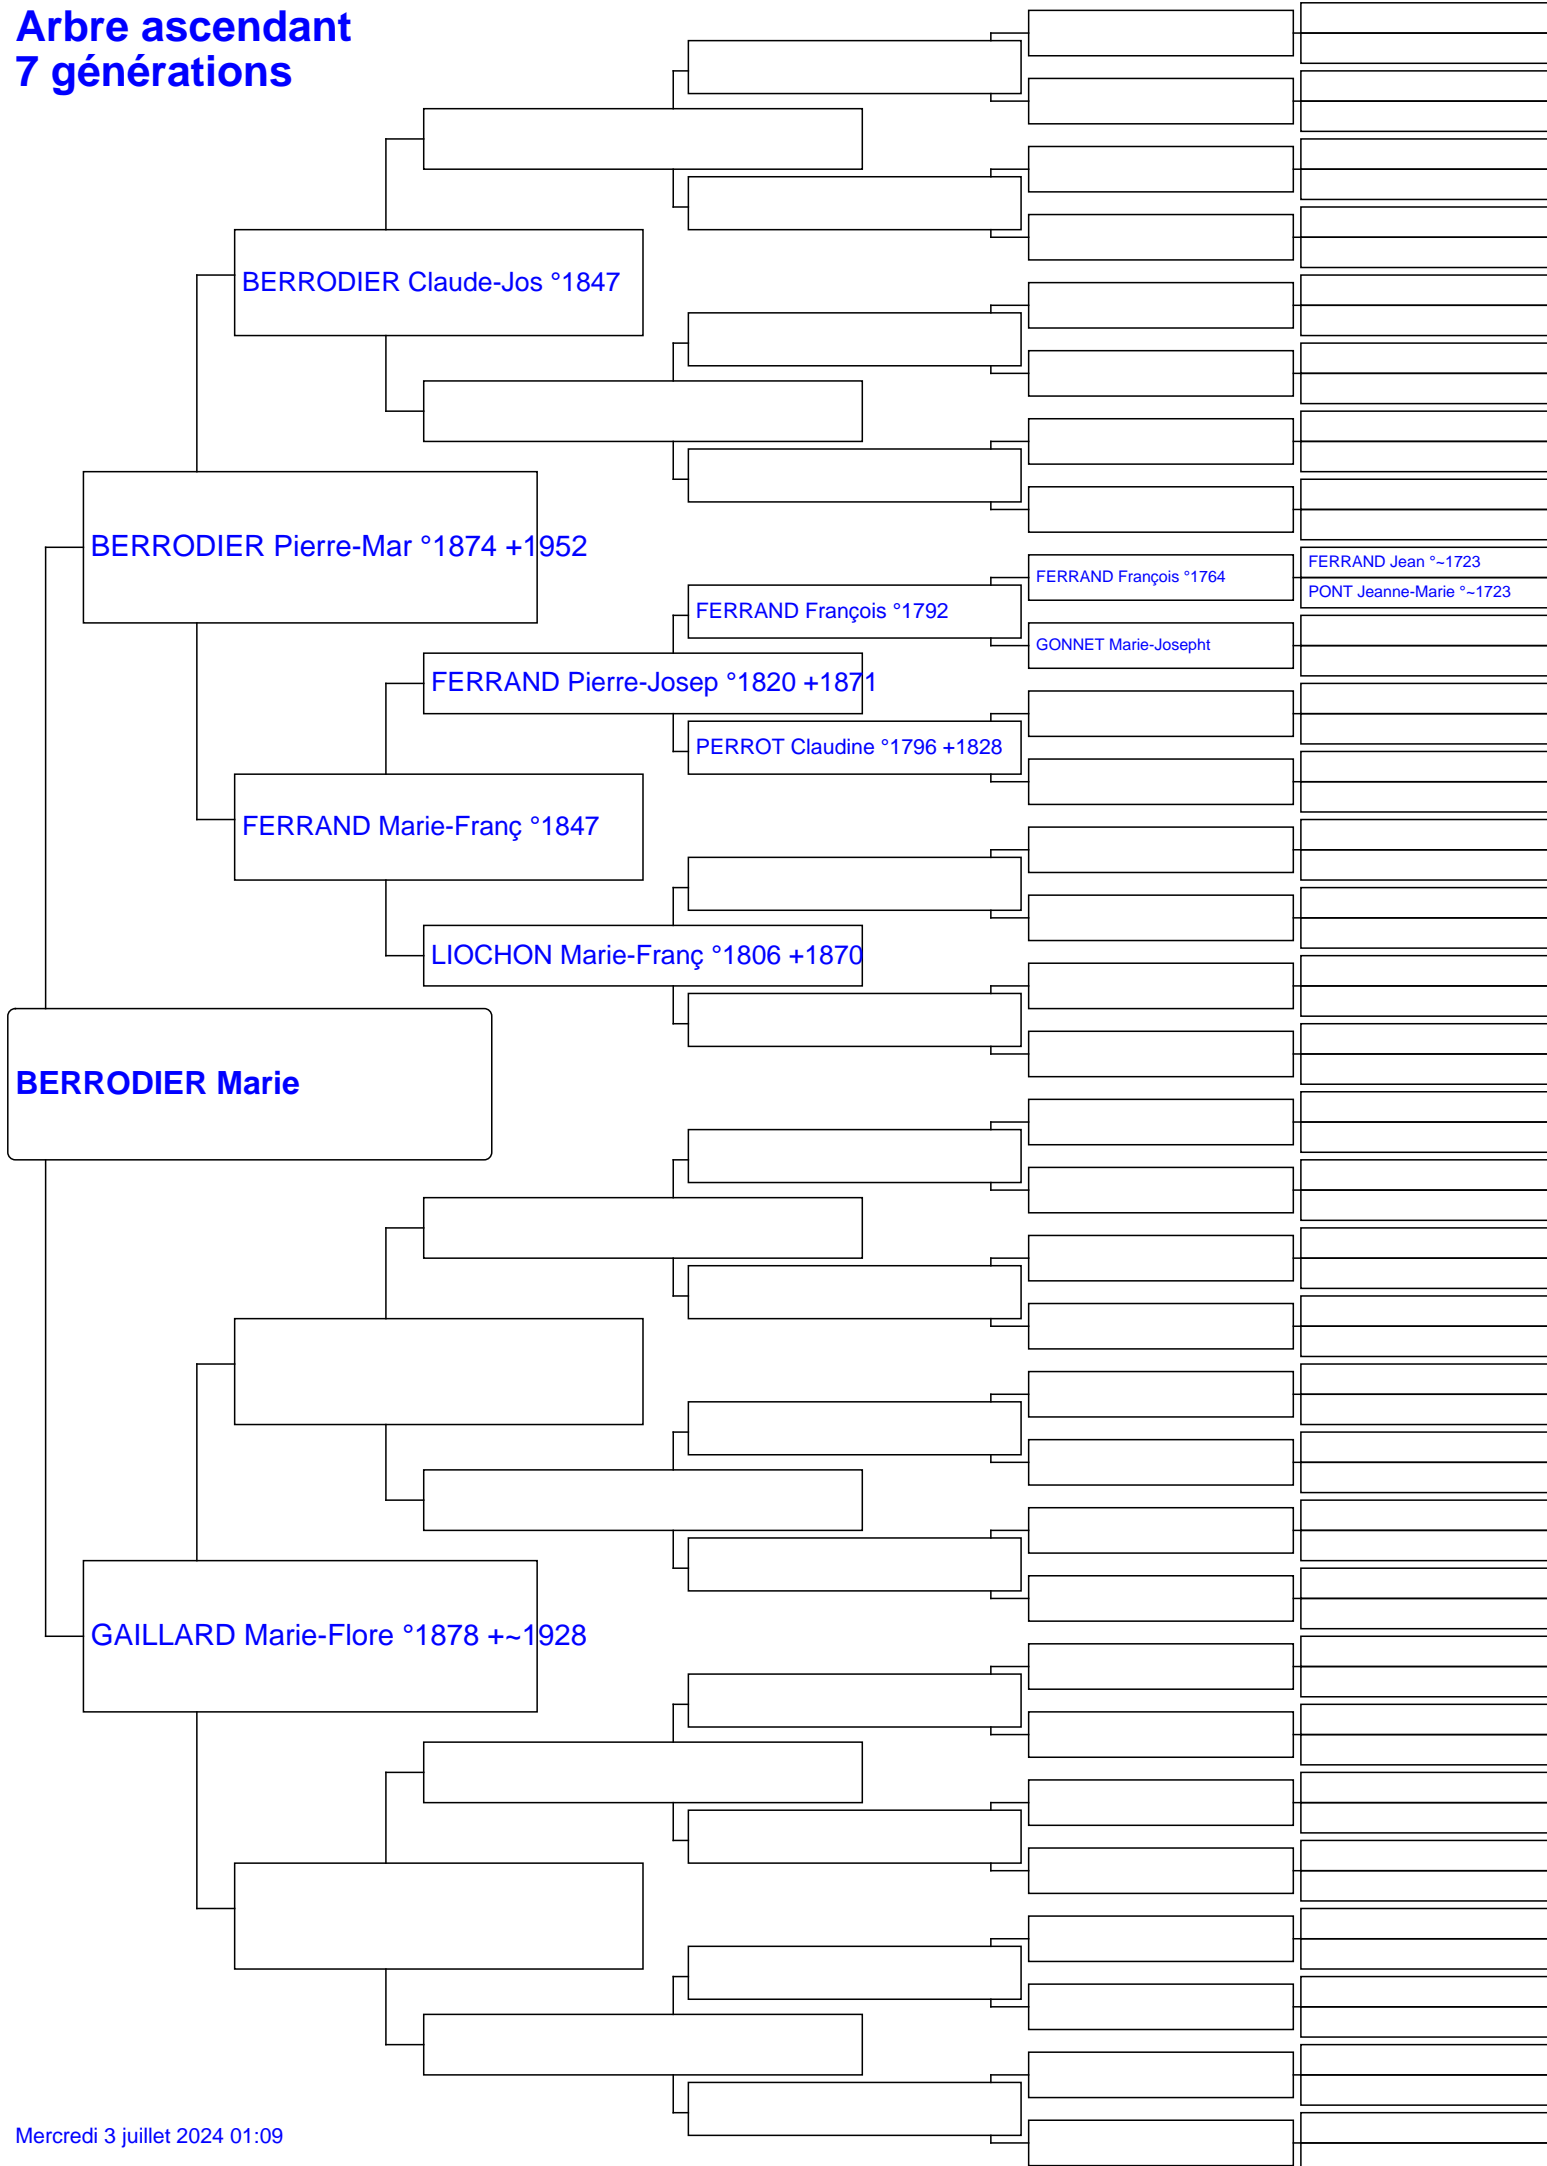 Arbre ascendant
7 générations
BERRODIER Claude-Jos °1847
BERRODIER Pierre-Mar °1874 +1952
FERRAND Jean °~1723
FERRAND François °1764
PONT Jeanne-Marie °~1723
FERRAND François °1792
GONNET Marie-Josepht
FERRAND Pierre-Josep °1820 +1871
PERROT Claudine °1796 +1828
FERRAND Marie-Franç °1847
LIOCHON Marie-Franç °1806 +1870
BERRODIER Marie
GAILLARD Marie-Flore °1878 +~1928
Mercredi 3 juillet 2024 01:09